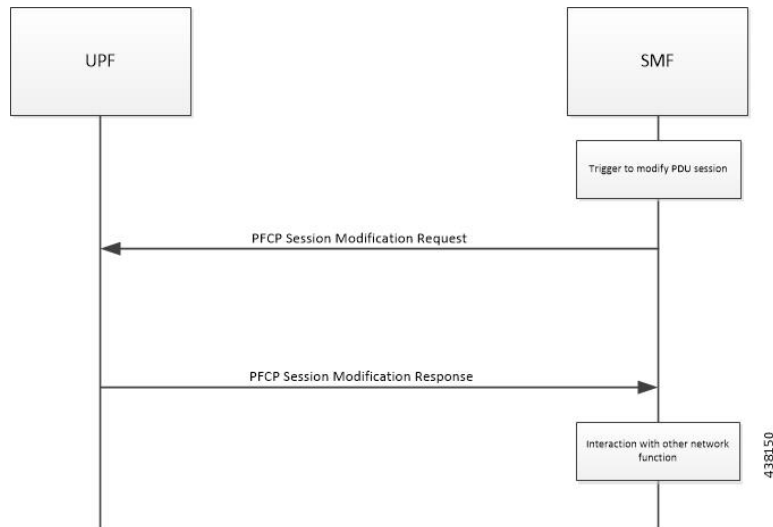 UPF
SMF
Trigger to modify PDU session
PFCP Session Modification Request
PFCP Session Modification Response
Interaction with other network
function
438150